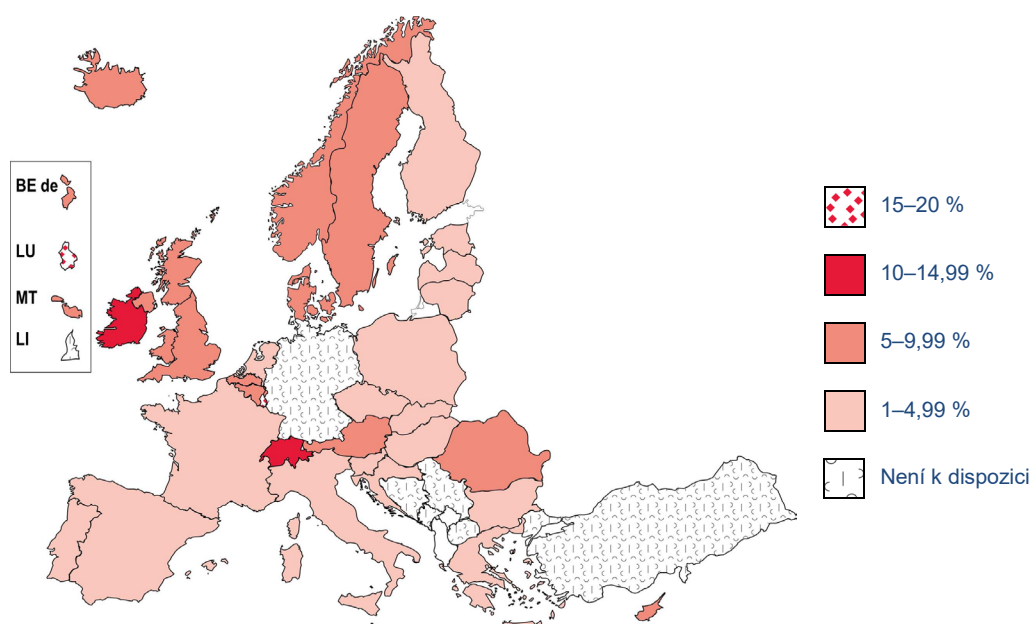 BE de
LU
MT
LI
15–20 %
10–14,99 %
5–9,99 %
1–4,99 %
Není k dispozici